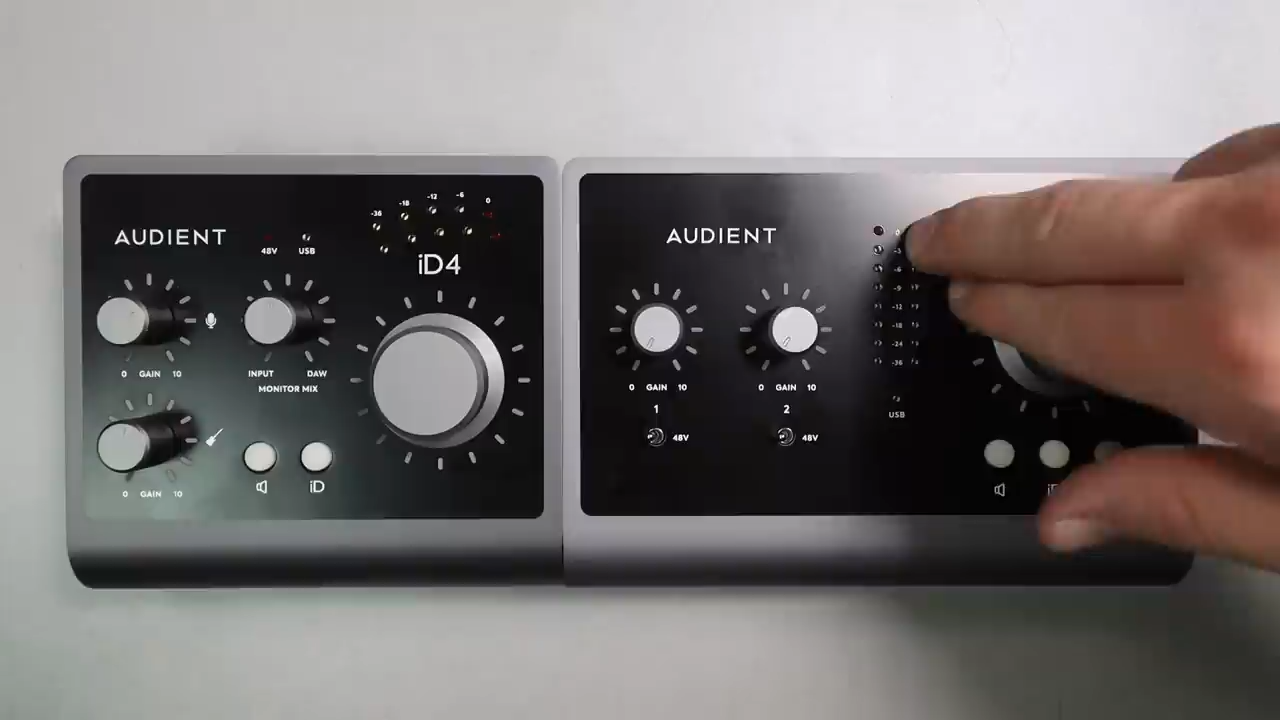 AUDIENT
48V
USB
-36
-18
-12
-6
0
iD4
0 GAIN 10
INPUT DAW
MONITOR MIX
0 GAIN 10
iD
AUDIENT
-6
-9
-12
-18
-24
-36
USB
0 GAIN 10
0 GAIN 10
1
2
48V
48V